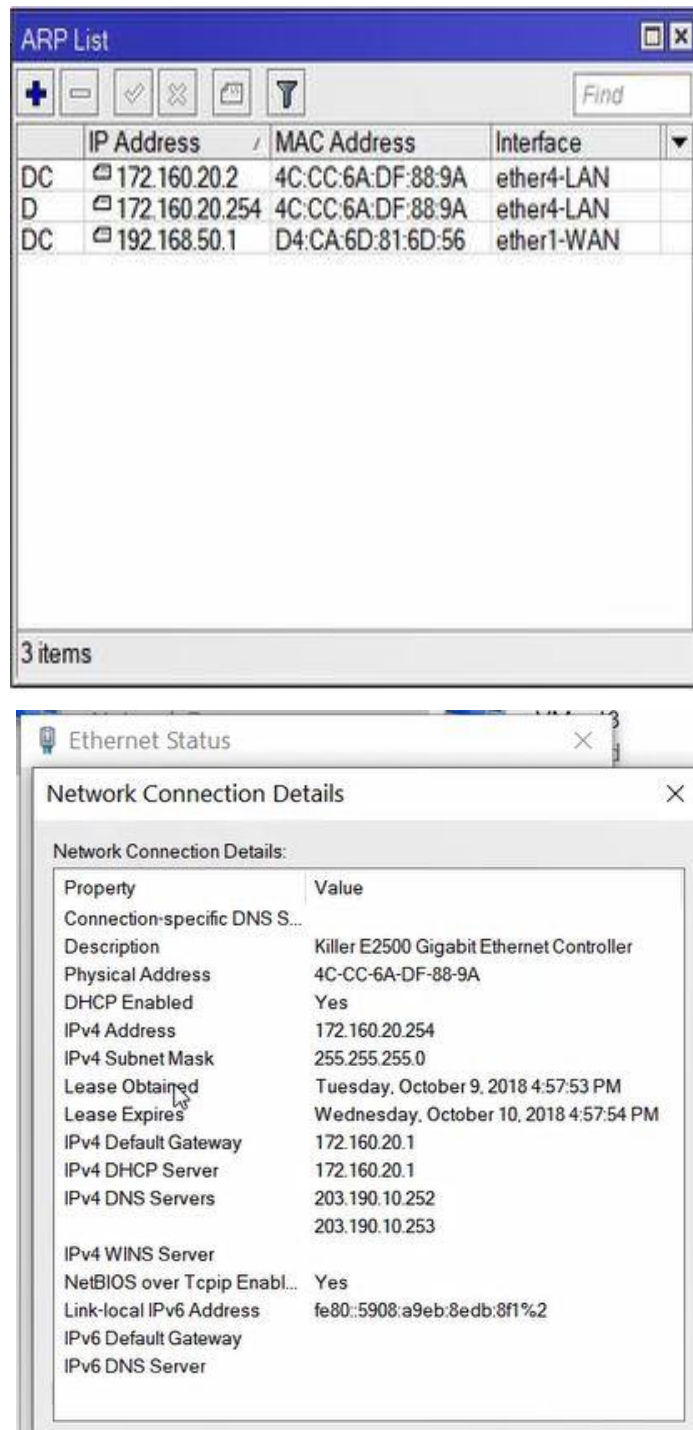 ARP List
Find
IP Address / MAC Address Interface
DC 172.160.20.2 4C:CC:6A:DF:88:9A ether4-LAN
D 172.160.20.254 4C:CC:6A:DF:88:9A ether4-LAN
DC 192.168.50.1 D4:CA:6D:81:6D:56 ether1-WAN
3 items
Ethernet Status
Network Connection Details
Network Connection Details:
Property Value
Connection-specific DNS S...
Description Killer E2500 Gigabit Ethernet Controller
Physical Address 4C-CC-6A-DF-88-9A
DHCP Enabled Yes
IPv4 Address 172.160.20.254
IPv4 Subnet Mask 255.255.255.0
Lease Obtained Tuesday, October 9, 2018 4:57:53 PM
Lease Expires Wednesday, October 10, 2018 4:57:54 PM
IPv4 Default Gateway 172.160.20.1
IPv4 DHCP Server 172.160.20.1
IPv4 DNS Servers 203.190.10.252
203.190.10.253
IPv4 WINS Server
NetBIOS over Tcpip Enabl... Yes
Link-local IPv6 Address fe80::5908:a9eb:8edb:8f1%2
IPv6 Default Gateway
IPv6 DNS Server